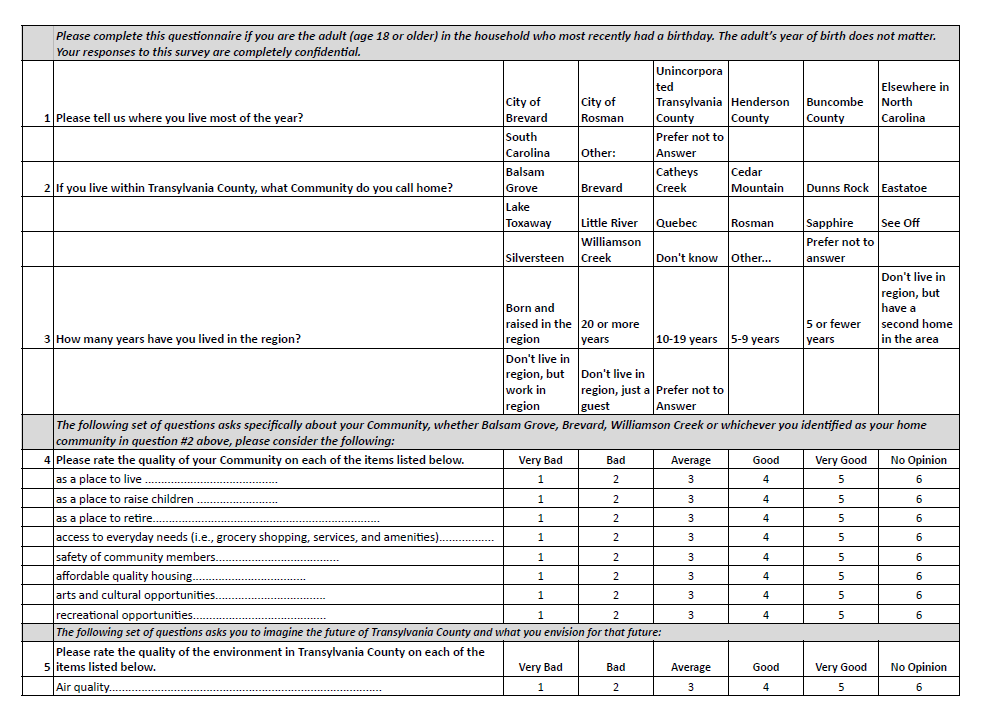 Please complete this questionnaire if you are the adult (age 18 or older) in the household who most recently had a birthday. The adult's year of birth does not matter.
Your responses to this survey are completely confidential.
1 Please tell us where you live most of the year? City of Brevard City of Rosman Unincorporated Transylvania County Henderson County Buncombe County Elsewhere in North Carolina
South Carolina Other: Prefer not to Answer
2 If you live within Transylvania County, what Community do you call home? Balsam Grove Brevard Catheys Creek Cedar Mountain Dunns Rock Eastatoe
Lake Toxaway Little River Quebec Rosman Sapphire See Off
Silversteen Williamson Creek Don't know Other... Prefer not to answer
3 How many years have you lived in the region? Born and raised in the region 20 or more years 10-19 years 5-9 years 5 or fewer years Don't live in region, but have a second home in the area
Don't live in region, but work in region Don't live in region, just a guest Prefer not to Answer
The following set of questions asks specifically about your Community, whether Balsam Grove, Brevard, Williamson Creek or whichever you identified as your home
community in question #2 above, please consider the following:
4 Please rate the quality of your Community on each of the items listed below. Very Bad Bad Average Good Very Good No Opinion
as a place to live .......................................... 1 2 3 4 5 6
as a place to raise children ......................... 1 2 3 4 5 6
as a place to retire....................................................................... 1 2 3 4 5 6
access to everyday needs (i.e., grocery shopping, services, and amenities)................. 1 2 3 4 5 6
safety of community members...................................... 1 2 3 4 5 6
affordable quality housing................................... 1 2 3 4 5 6
arts and cultural opportunities.................................. 1 2 3 4 5 6
recreational opportunities......................................... 1 2 3 4 5 6
The following set of questions asks you to imagine the future of Transylvania County and what you envision for that future:
5 Please rate the quality of the environment in Transylvania County on each of the items listed below. Very Bad Bad Average Good Very Good No Opinion
Air quality.................................................................................... 1 2 3 4 5 6